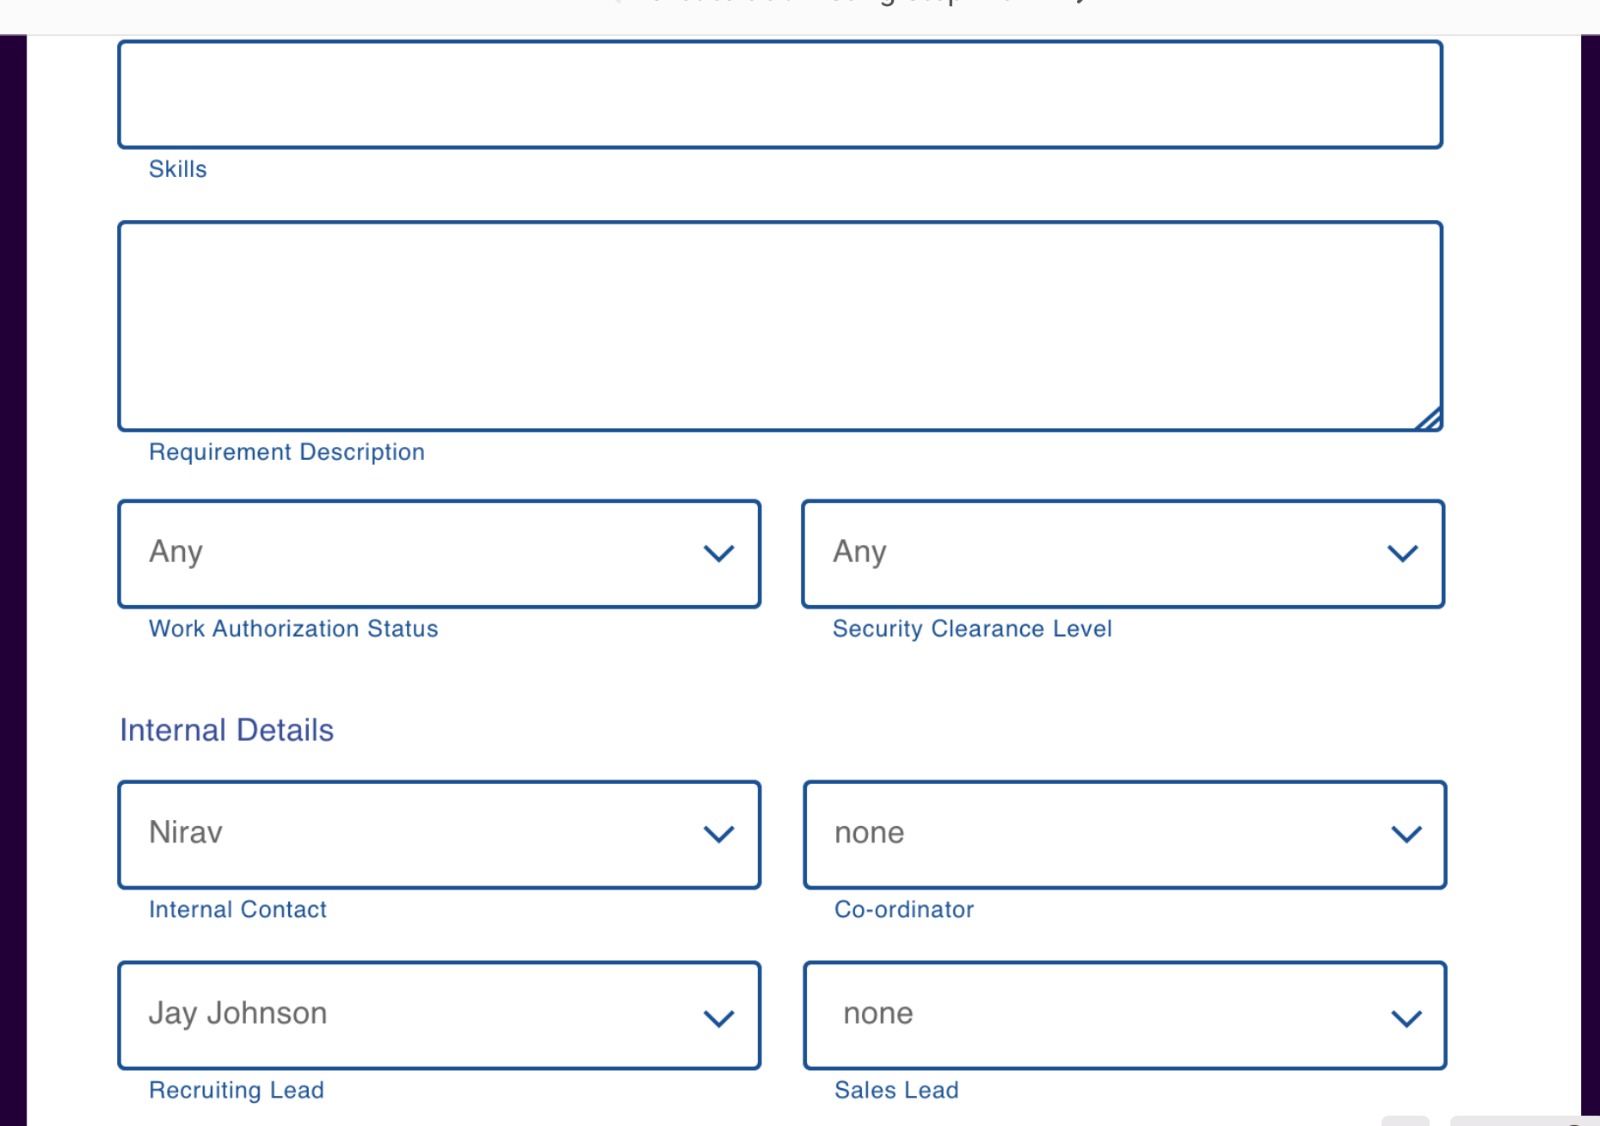 Skills
Requirement Description
Any
Any
Work Authorization Status
Security Clearance Level
Internal Details
Nirav
none
Internal Contact
Co-ordinator
Jay Johnson
none
Recruiting Lead
Sales Lead